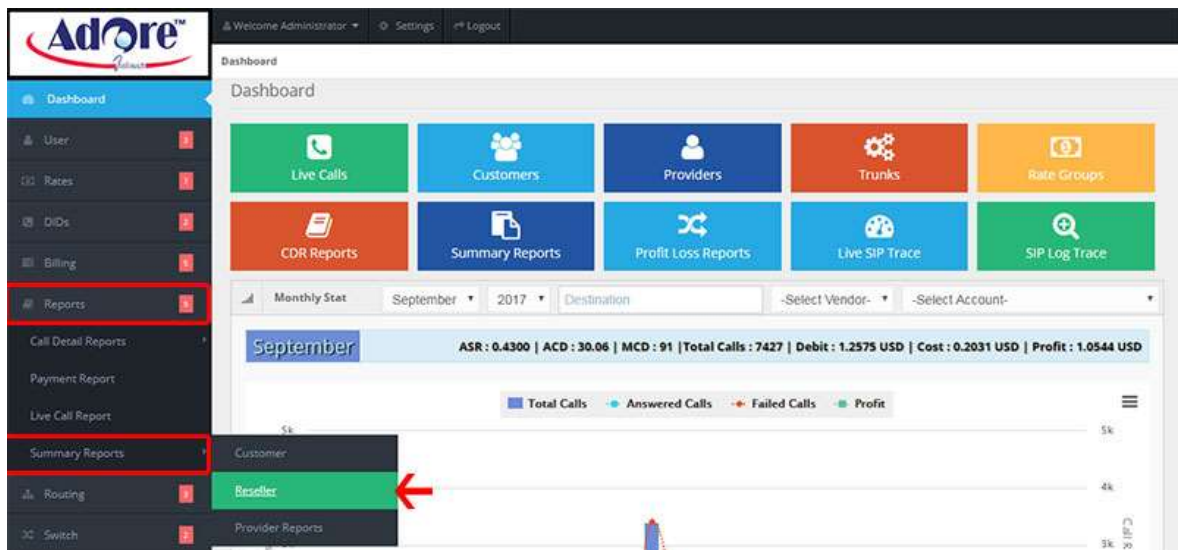 Adore™
Welcome Administrator
Settings
Logout
Dashboard
Dashboard
Dashboard
User
Rates
DIDs
Billing
Reports
Call Detail Reports
Payment Report
Live Call Report
Summary Reports
Routing
Switch
Live Calls
Customers
Providers
Trunks
Rate Groups
CDR Reports
Summary Reports
Profit Loss Reports
Live SIP Trace
SIP Log Trace
Monthly Stat
September
2017
Destination
-Select Vendor-
-Select Account-
September
ASR : 0.4300 | ACD : 30.06 | MCD : 91 |Total Calls : 7427 | Debit : 1.2575 USD | Cost : 0.2031 USD | Profit : 1.0544 USD
Total Calls
Answered Calls
Failed Calls
Profit
5k
5k
Customer
Reseller
4k
Provider Reports
3k